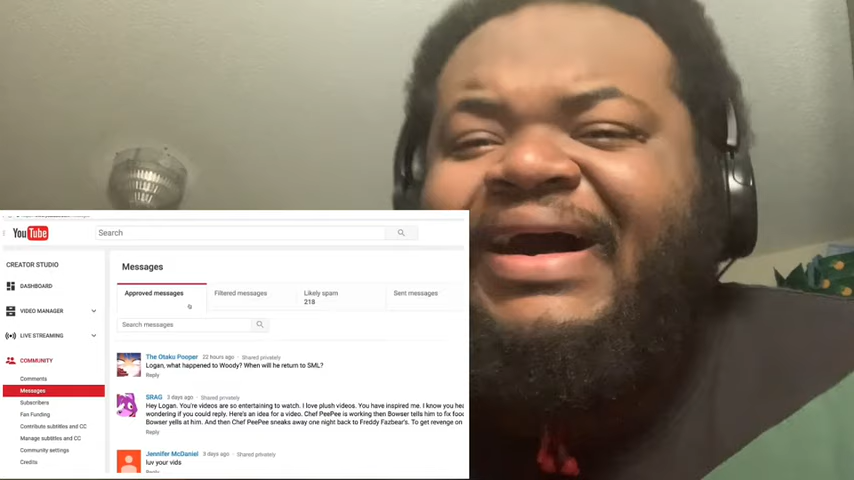 YouTube
Search
CREATOR STUDIO
DASHBOARD
VIDEO MANAGER
LIVE STREAMING
COMMUNITY
Comments
Messages
Subscribers
Fan Funding
Contribute subtitles and CC
Manage subtitles and CC
Community settings
Credits
Messages
Approved messages
Filtered messages
Likely spam
218
Sent messages
Search messages
The Otaku Pooper 22 hours ago · Shared privately
Logan, what happened to Woody? When will he return to SML?
Reply
SRAG 3 days ago · Shared privately
Hey Logan. You're videos are so entertaining to watch. I love plush videos. You have inspired me. I know you
wondering if you could reply. Here's an idea for a video. Chef PeePee is working then Bowser tells him to fix
Bowser yells at him. And then Chef PeePee sneaks away one night back to Freddy Fazbear's. To get revenge on
Reply
Jennifer McDaniel 3 days ago · Shared privately
luv your vids
Reply